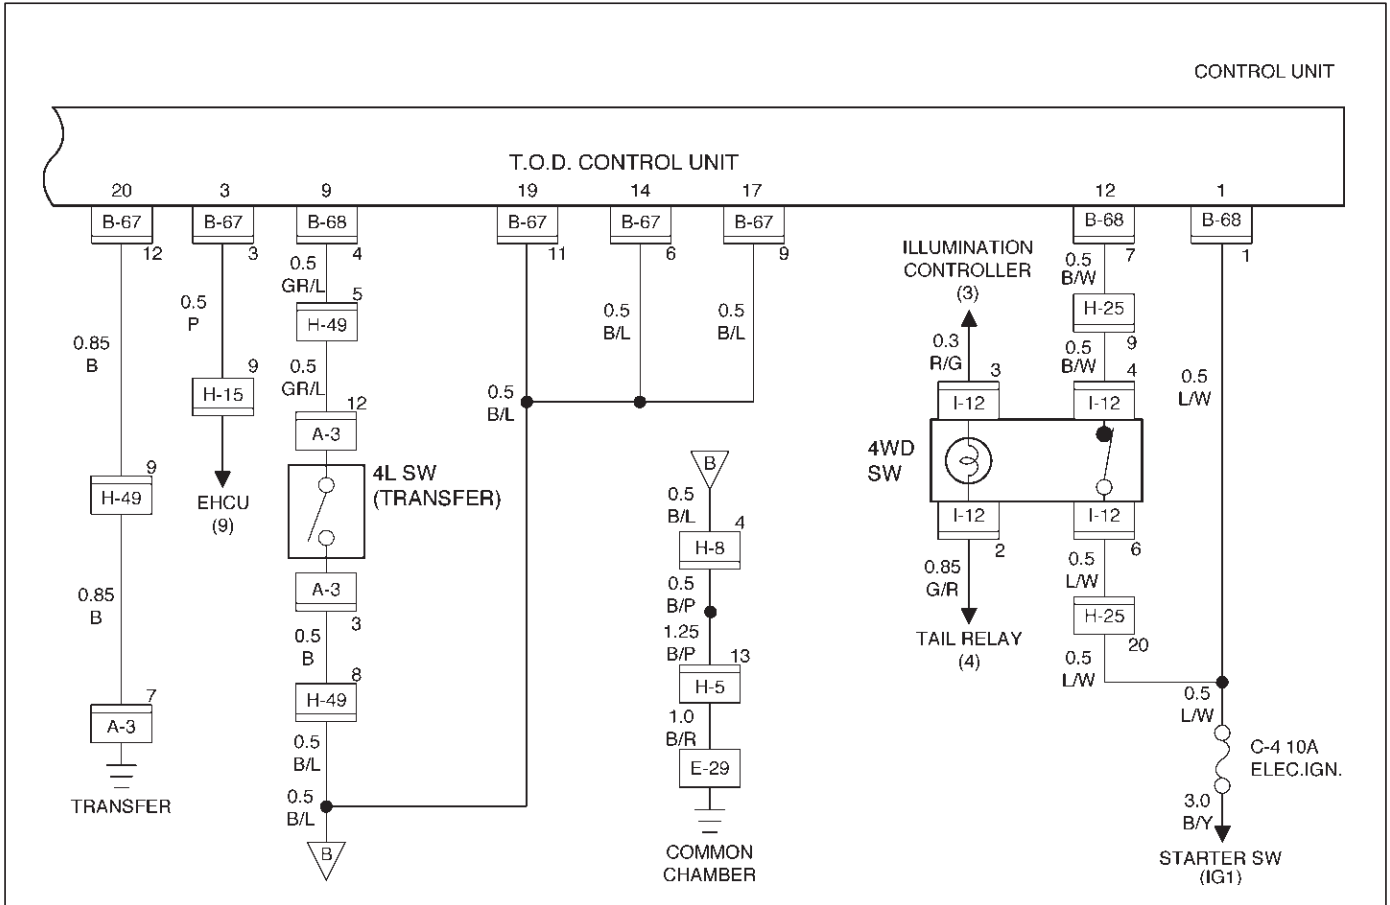 CONTROL UNIT
T.O.D. CONTROL UNIT
20 3 9 19 14 17 12 1
B-67 B-67 B-68 B-67 B-67 B-67 B-68 B-68
12 3 4 11 6 9 7 1
0.5
GR/L
ILLUMINATION
CONTROLLER
(3)
0.5
B/W
0.5
P
5
H-49
0.5
B/L
0.5
B/L
H-25
9
0.85
B
0.3
R/G
0.5
B/W
9
H-15
0.5
GR/L
3
I-12
4
I-12
0.5
L/W
0.5
B/L
12
A-3
4WD
SW
9
H-49
EHCU
(9)
4L SW
(TRANSFER)
B
0.5
B/L
I-12
2
I-12
6
4
H-8
0.85
G/R
0.5
L/W
0.85
B
A-3
3
0.5
B/P
H-25
20
0.5
B
1.25
B/P
TAIL RELAY
(4)
0.5
L/W
7
A-3
8
H-49
13
H-5
0.5
L/W
0.5
B/L
1.0
B/R
C-4 10A
ELEC.IGN.
TRANSFER
0.5
B/L
E-29
3.0
B/Y
B
COMMON
CHAMBER
STARTER SW
(IG1)